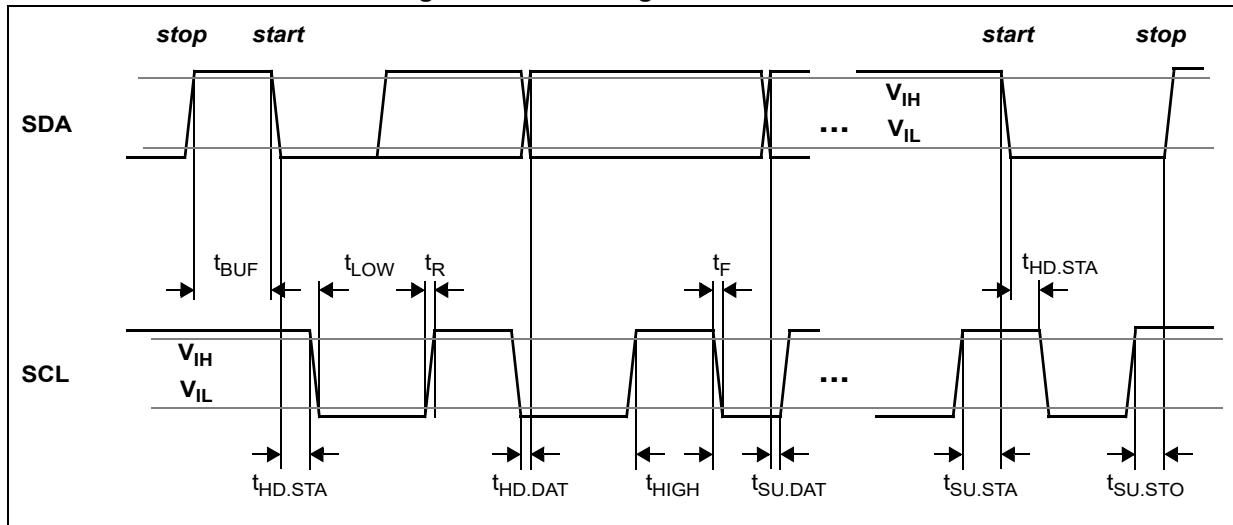 stop start start stop
SDA
V_IH
V_IL
...
t_BUF t_LOW t_R t_F t_HD.STA
V_IH
V_IL
SCL
...
t_HD.STA t_HD.DAT t_HIGH t_SU.DAT t_SU.STA t_SU.STO